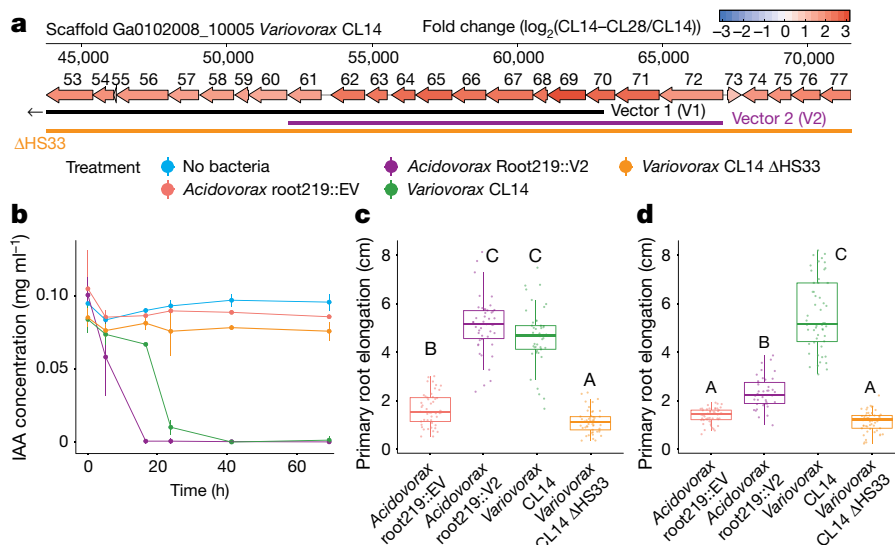 a
Scaffold Ga0102008_10005 Variovorax CL14
Fold change (log2(CL14–CL28/CL14))
−3 −2 −1 0 1 2 3
45,000 50,000 55,000 60,000 65,000 70,000
53 54 55 56 57 58 59 60 61 62 63 64 65 66 67 68 69 70 71 72 73 74 75 76 77
←
Vector 1 (V1)
Vector 2 (V2)
ΔHS33
Treatment
No bacteria
Acidovorax root219::EV
Acidovorax Root219::V2
Variovorax CL14
Variovorax CL14 ΔHS33
b
IAA concentration (mg ml−1)
0.10
0.05
0
0 20 40 60
Time (h)
c
Primary root elongation (cm)
8
6
4
2
0
B
C
C
A
Acidovorax
root219::EV
Acidovorax
root219::V2
Variovorax
CL14
Variovorax
CL14 ΔHS33
d
Primary root elongation (cm)
8
6
4
2
0
A
B
C
A
Acidovorax
root219::EV
Acidovorax
root219::V2
Variovorax
CL14
Variovorax
CL14 ΔHS33